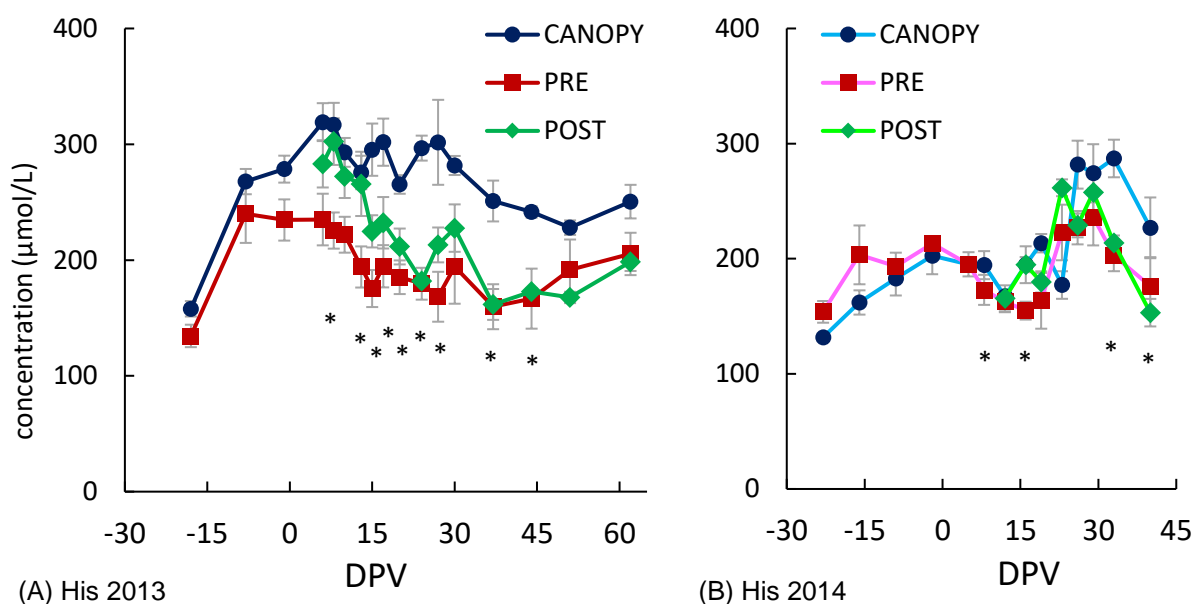 400
300
200
100
0
concentration (µmol/L)
-30 -15 0 15 30 45 60
DPV
CANOPY
PRE
POST
* * * * * * * * *
(A) His 2013
400
300
200
100
0
-30 -15 0 15 30 45
DPV
CANOPY
PRE
POST
* * * *
(B) His 2014